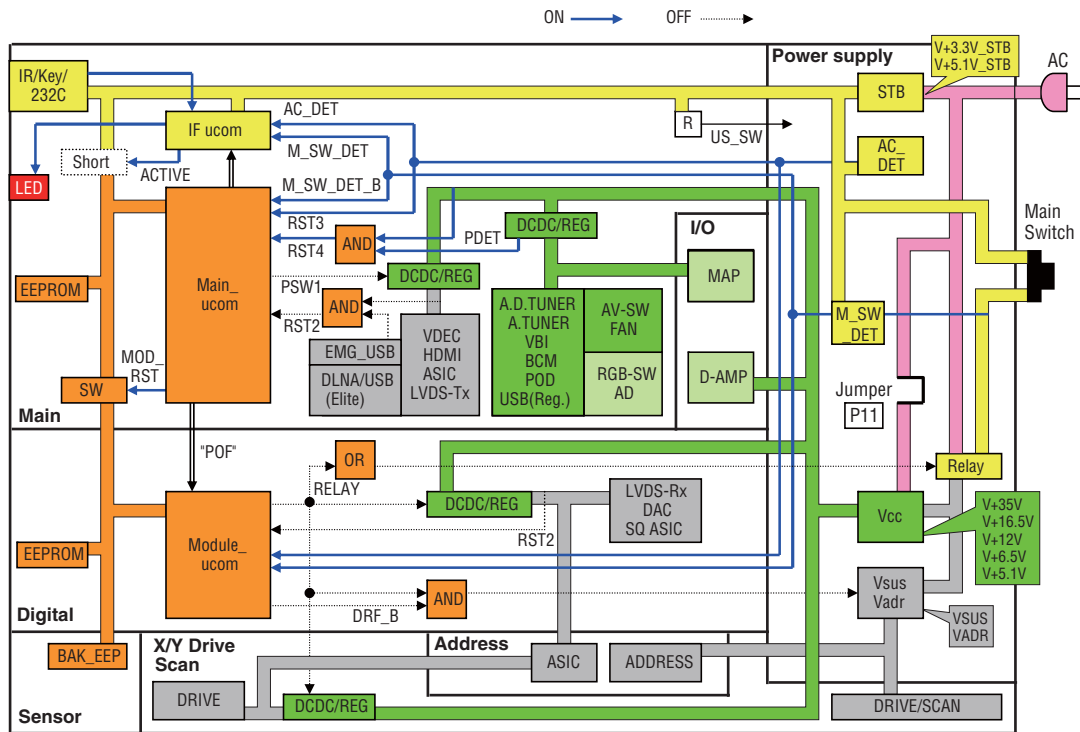 ON
OFF
Power supply
V+3.3V_STB
V+5.1V_STB
AC
IR/Key/
232C
STB
AC_DET
IF ucom
R
US_SW
Short
M_SW_DET
AC_
DET
ACTIVE
LED
M_SW_DET_B
RST3
PDET
DCDC/REG
I/O
Main
Switch
RST4
AND
Main_
ucom
DCDC/REG
MAP
EEPROM
PSW1
AND
RST2
A.D.TUNER
A.TUNER
VBI
BCM
POD
USB(Reg.)
AV-SW
FAN
M_SW
_DET
VDEC
HDMI
ASIC
LVDS-Tx
EMG_USB
DLNA/USB
(Elite)
RGB-SW
AD
MOD_
RST
SW
D-AMP
Jumper
P11
Main
"POF"
OR
RELAY
Relay
DCDC/REG
LVDS-Rx
DAC
SQ ASIC
Vcc
V+35V
V+16.5V
V+12V
V+6.5V
V+5.1V
RST2
EEPROM
Module_
ucom
AND
DRF_B
Vsus
Vadr
VSUS
VADR
Digital
X/Y Drive
Scan
Address
BAK_EEP
ASIC
ADDRESS
DRIVE
DCDC/REG
DRIVE/SCAN
Sensor